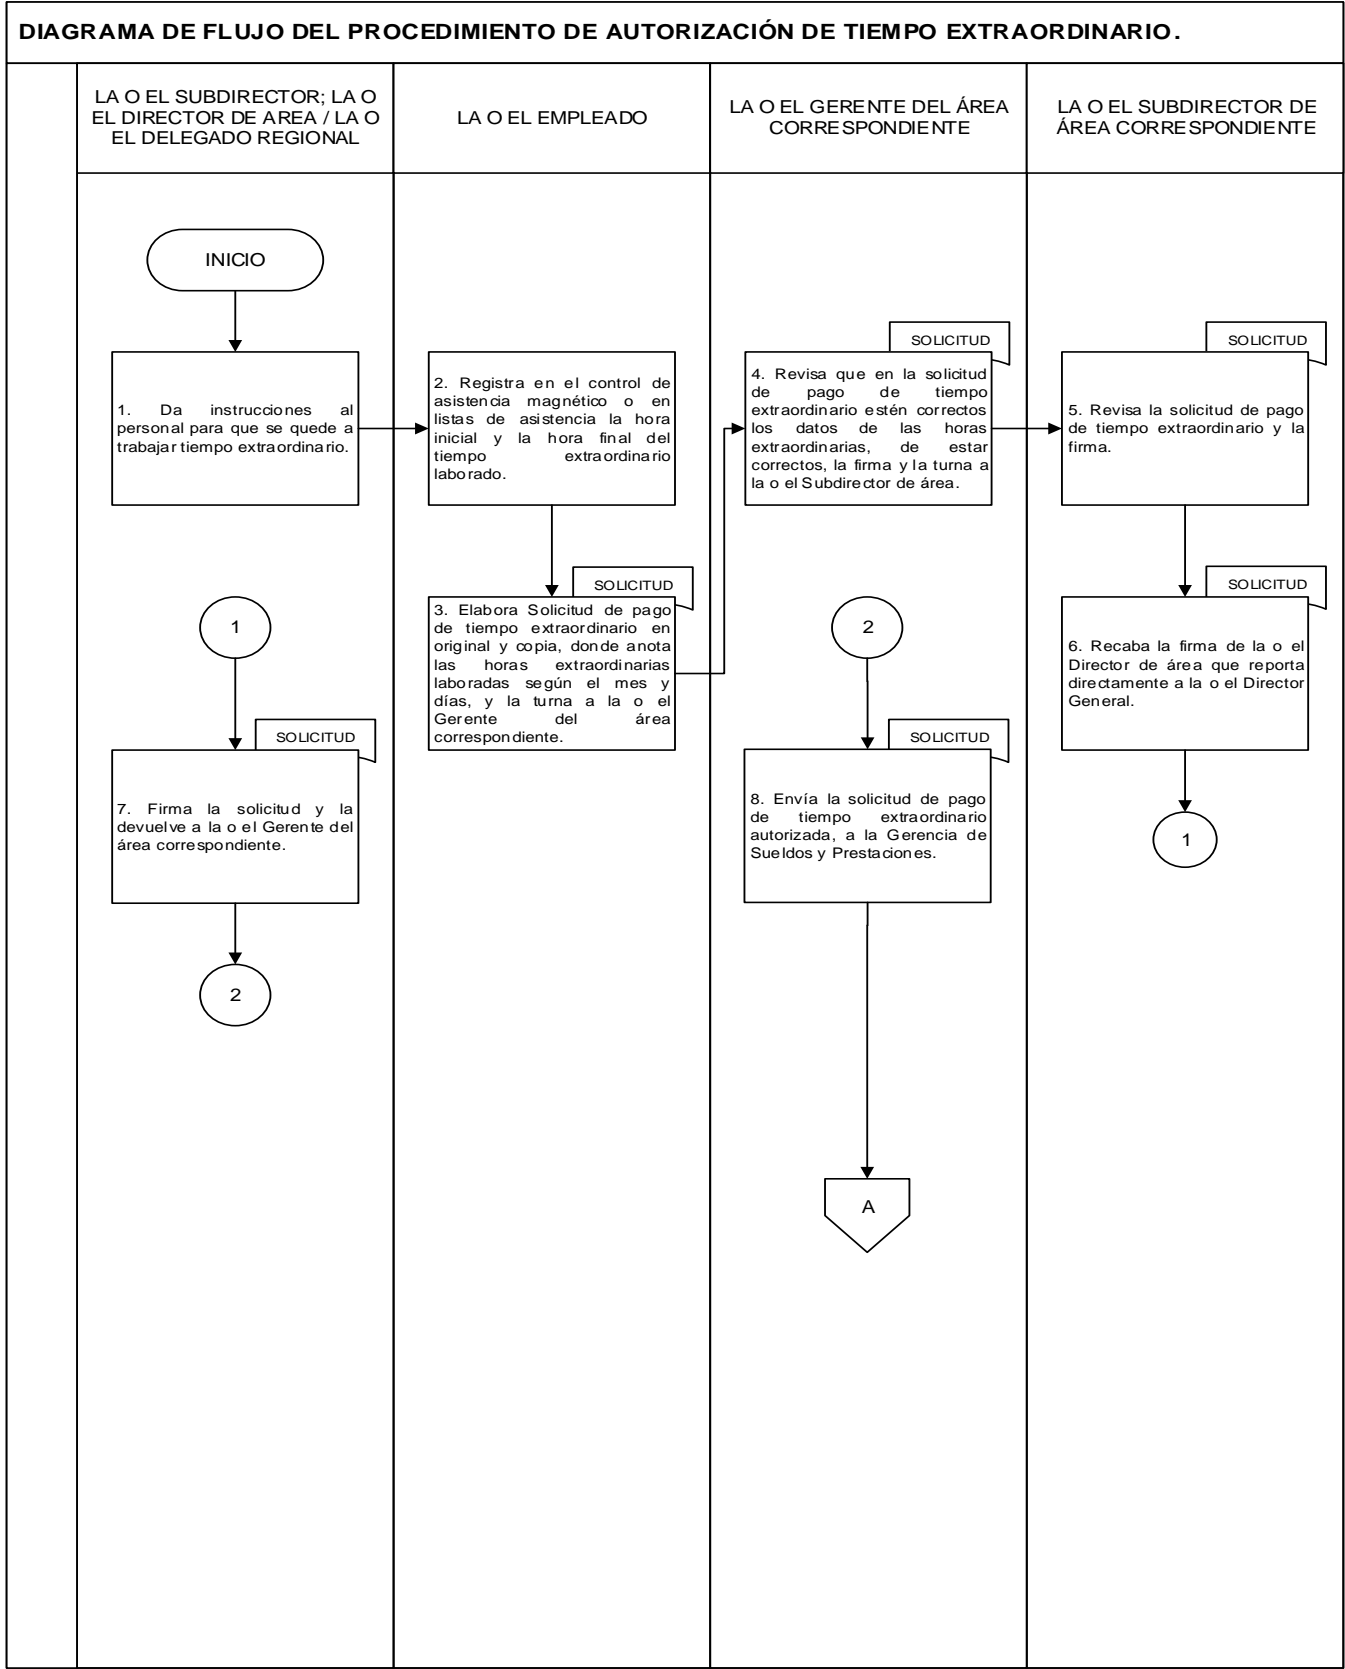 DIAGRAMA DE FLUJO DEL PROCEDIMIENTO DE AUTORIZACIÓN DE TIEMPO EXTRAORDINARIO.
LA O EL SUBDIRECTOR; LA O
EL DIRECTOR DE AREA / LA O
EL DELEGADO REGIONAL
LA O EL EMPLEADO
LA O EL GERENTE DEL ÁREA
CORRESPONDIENTE
LA O EL SUBDIRECTOR DE
ÁREA CORRESPONDIENTE
INICIO
1. Da instrucciones al
personal para que se quede a
trabajar tiempo extraordinario.
2. Registra en el control de
asistencia magnético o en
listas de asistencia la hora
inicial y la hora final del
tiempo extraordinario
laborado.
SOLICITUD
3. Elabora Solicitud de pago
de tiempo extraordinario en
original y copia, donde anota
las horas extraordinarias
laboradas según el mes y
días, y la turna a la o el
Gerente del área
correspondiente.
SOLICITUD
4. Revisa que en la solicitud
de pago de tiempo
extraordinario estén correctos
los datos de las horas
extraordinarias, de estar
correctos, la firma y la turna a
la o el Subdirector de área.
SOLICITUD
5. Revisa la solicitud de pago
de tiempo extraordinario y la
firma.
SOLICITUD
6. Recaba la firma de la o el
Director de área que reporta
directamente a la o el Director
General.
1
1
SOLICITUD
7. Firma la solicitud y la
devuelve a la o el Gerente del
área correspondiente.
2
2
SOLICITUD
8. Envía la solicitud de pago
de tiempo extraordinario
autorizada, a la Gerencia de
Sueldos y Prestaciones.
A